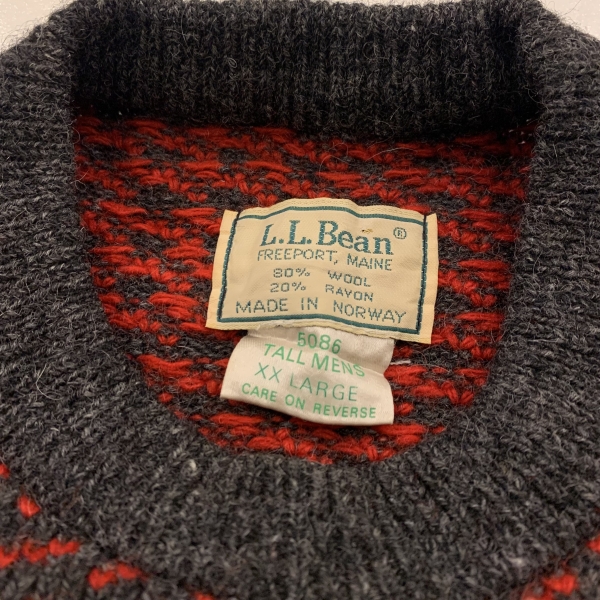 L.L.Bean®
FREEPORT, MAINE
80% WOOL
20% RAYON
MADE IN NORWAY
5086
TALL MENS
XX LARGE
CARE ON REVERSE